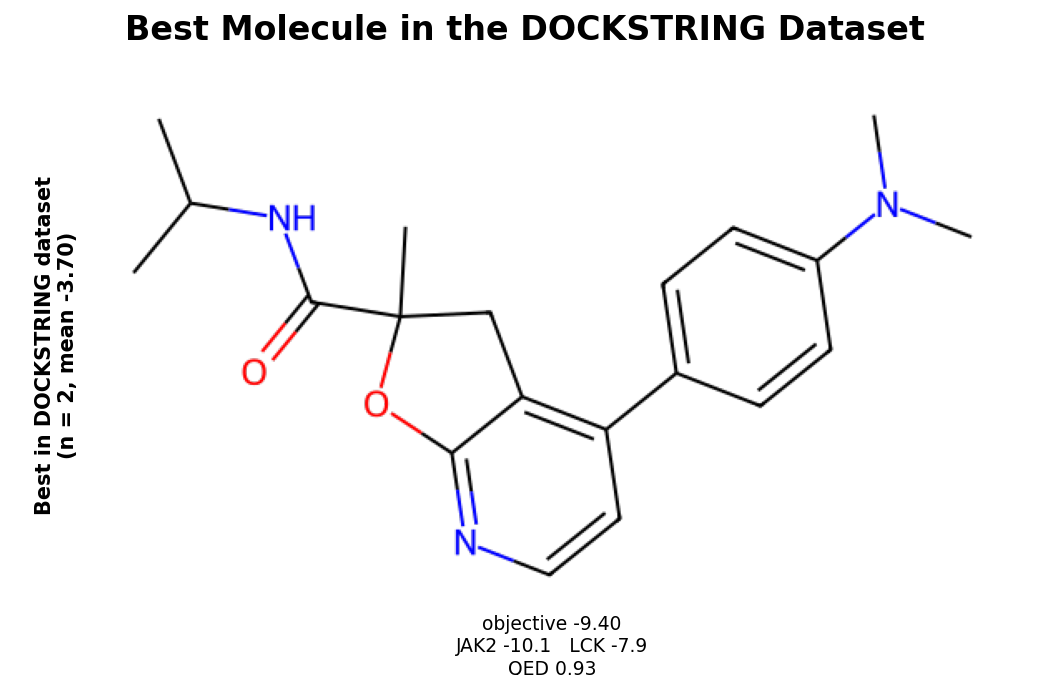 Best Molecule in the DOCKSTRING Dataset
Best in DOCKSTRING dataset
(n = 2, mean -3.70)
NH
O
O
N
N
objective -9.40
JAK2 -10.1   LCK -7.9
QED 0.93